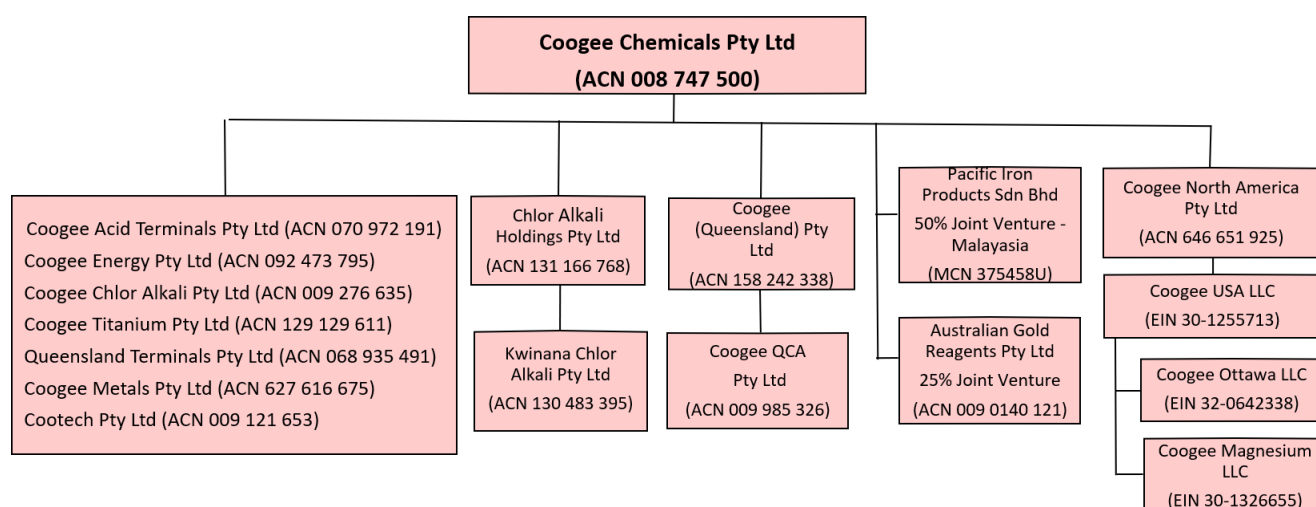 Coogee Chemicals Pty Ltd
(ACN 008 747 500)
Coogee Acid Terminals Pty Ltd (ACN 070 972 191)
Coogee Energy Pty Ltd (ACN 092 473 795)
Coogee Chlor Alkali Pty Ltd (ACN 009 276 635)
Coogee Titanium Pty Ltd (ACN 129 129 611)
Queensland Terminals Pty Ltd (ACN 068 935 491)
Coogee Metals Pty Ltd (ACN 627 616 675)
Cootech Pty Ltd (ACN 009 121 653)
Chlor Alkali
Holdings Pty Ltd
(ACN 131 166 768)
Kwinana Chlor
Alkali Pty Ltd
(ACN 130 483 395)
Coogee
(Queensland) Pty
Ltd
(ACN 158 242 338)
Coogee QCA
Pty Ltd
(ACN 009 985 326)
Pacific Iron
Products Sdn Bhd
50% Joint Venture -
Malayasia
(MCN 375458U)
Australian Gold
Reagents Pty Ltd
25% Joint Venture
(ACN 009 0140 121)
Coogee North America
Pty Ltd
(ACN 646 651 925)
Coogee USA LLC
(EIN 30-1255713)
Coogee Ottawa LLC
(EIN 32-0642338)
Coogee Magnesium
LLC
(EIN 30-1326655)